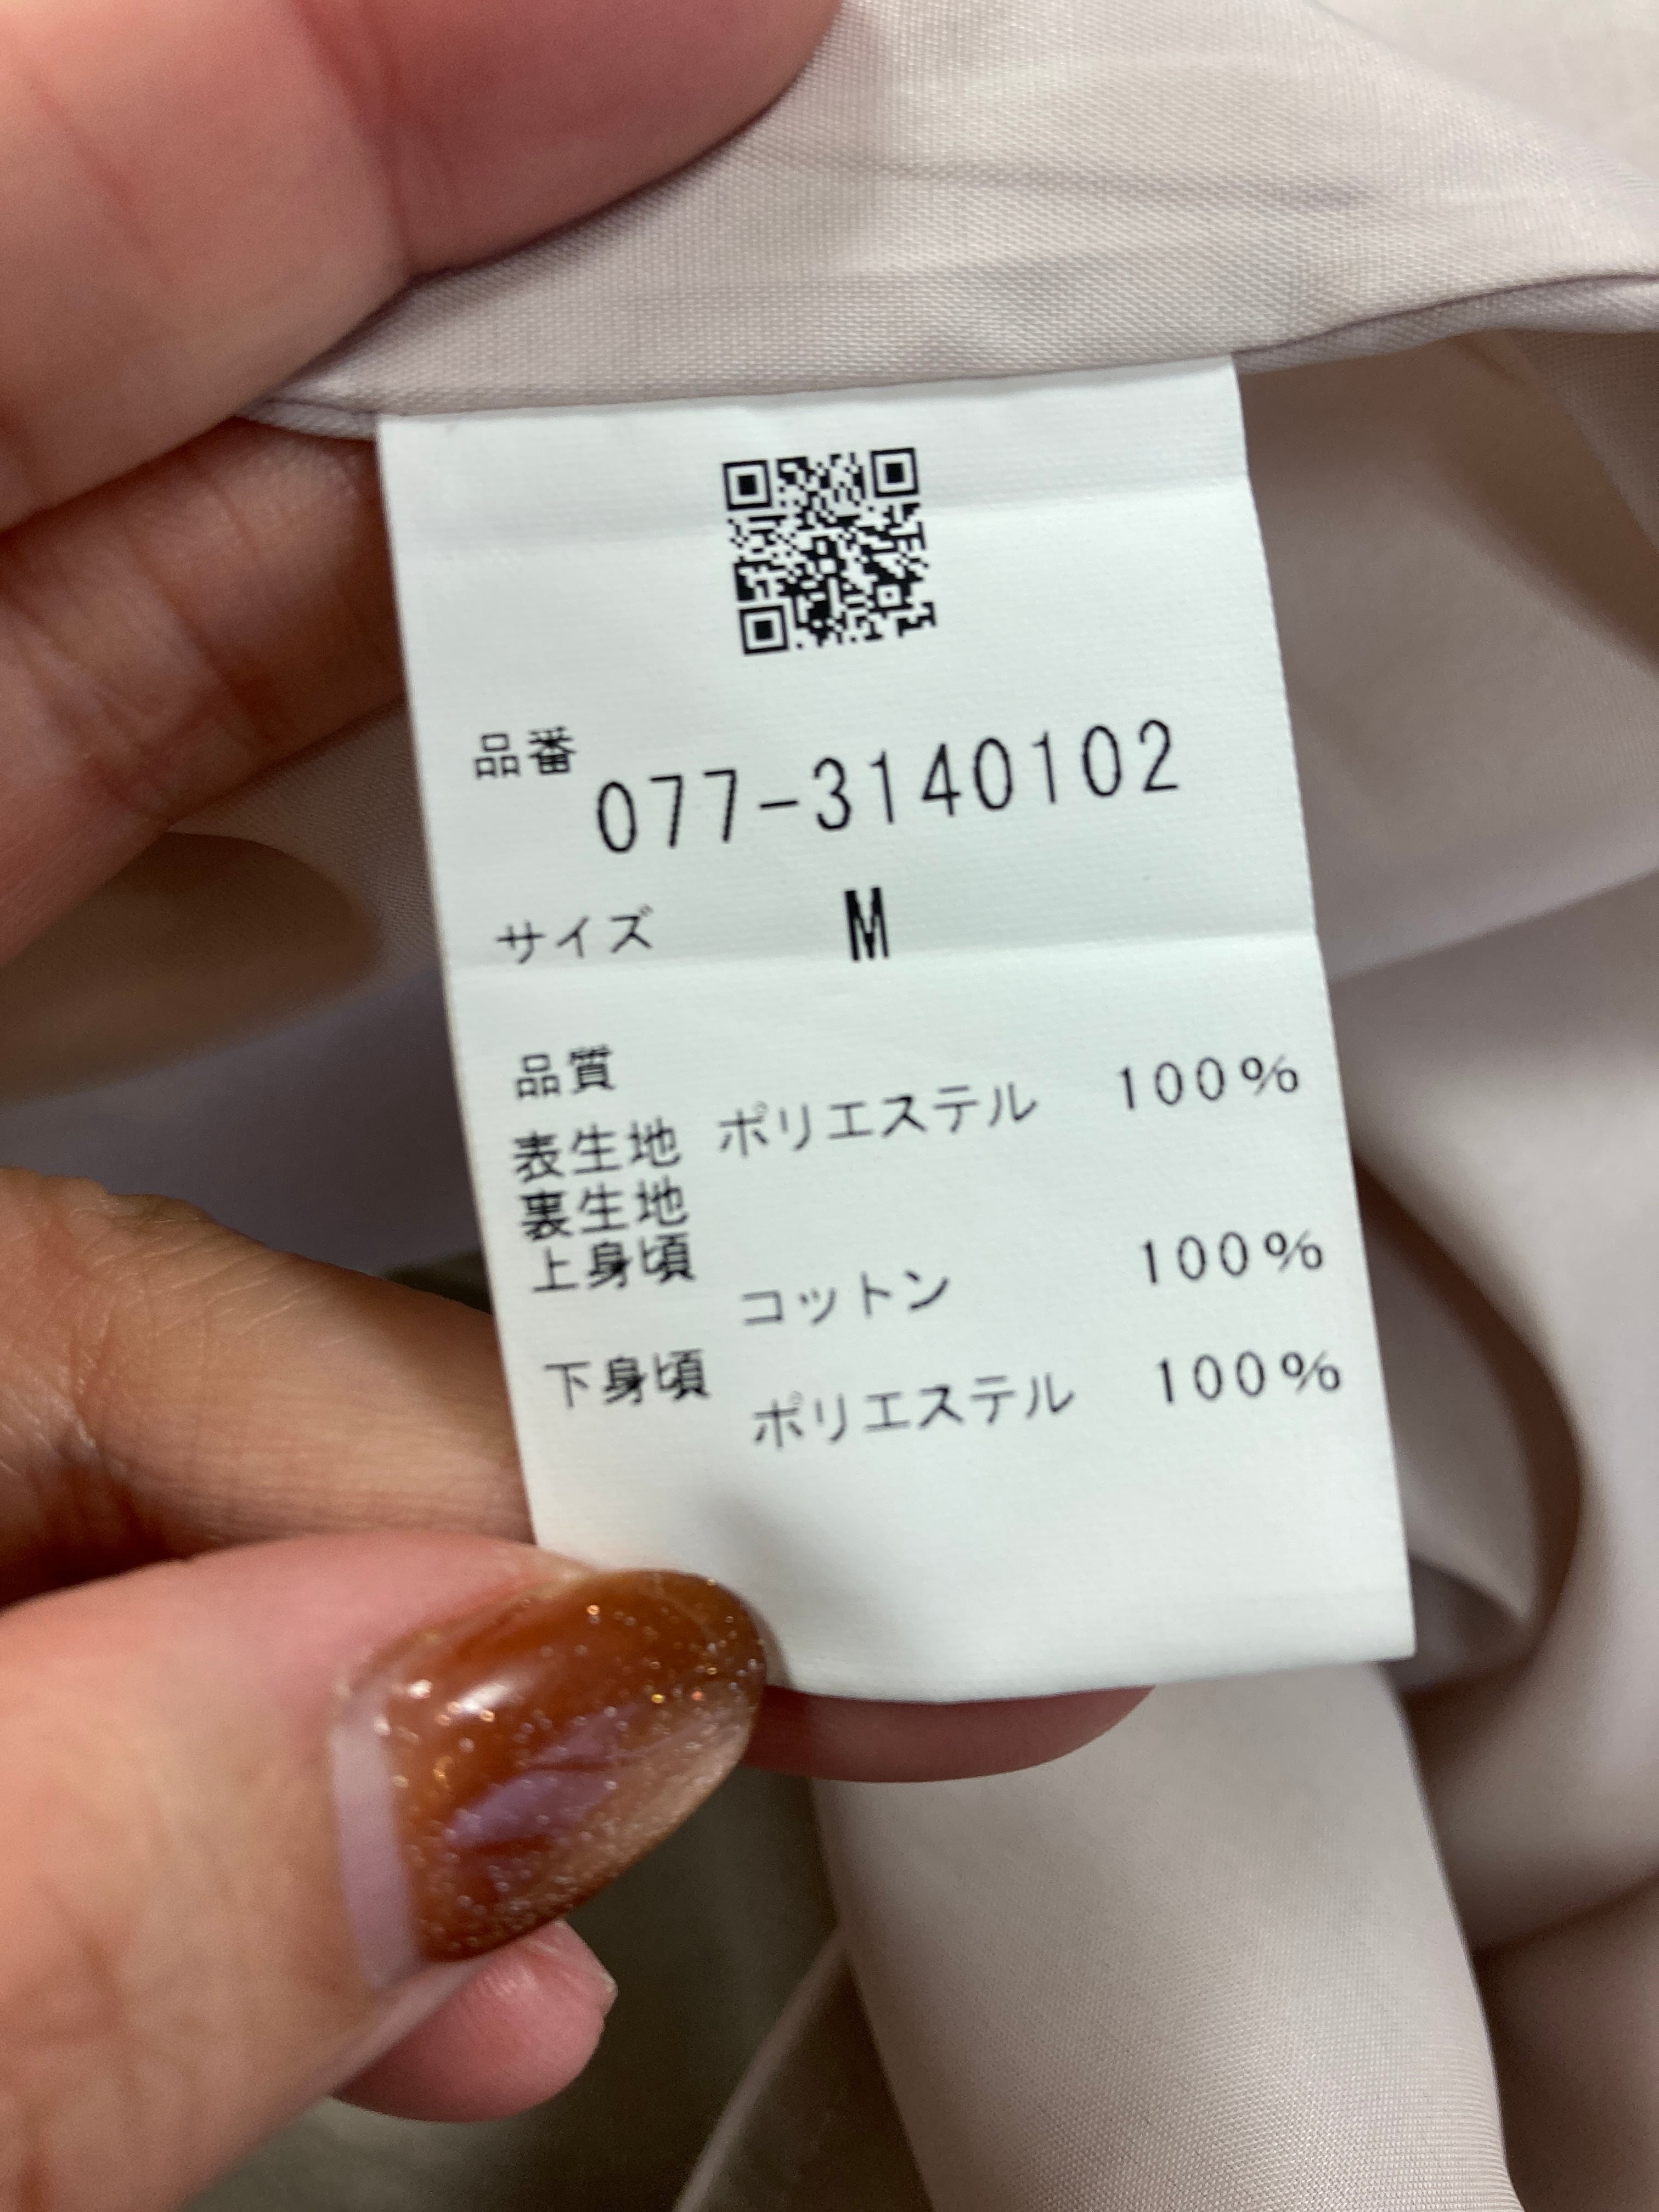 品番
077-3140102
サイズ M
品質
表生地 ポリエステル 100%
裏生地
上身頃 コットン 100%
下身頃 ポリエステル 100%